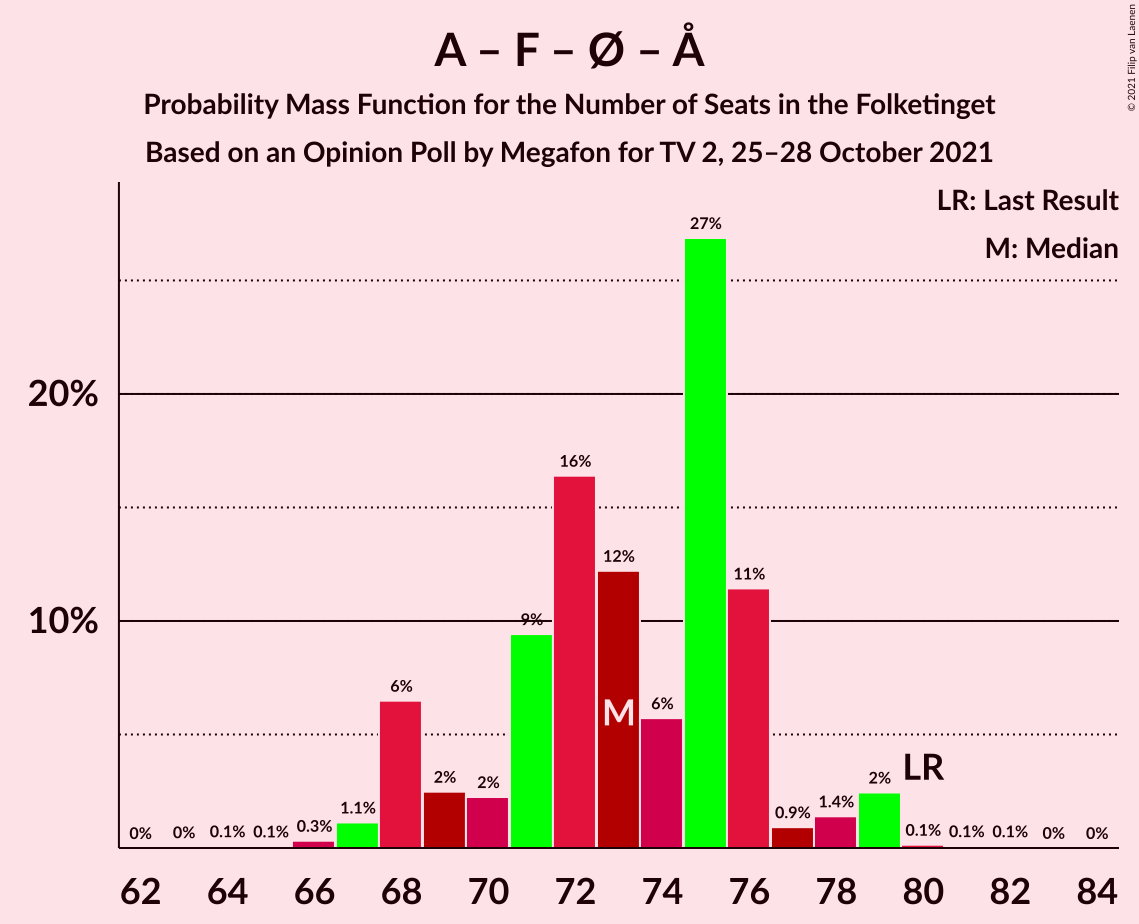 A – F – Ø – Å
Probability Mass Function for the Number of Seats in the Folketinget
Based on an Opinion Poll by Megafon for TV 2, 25–28 October 2021
© 2021 Filip van Laenen
LR: Last Result
M: Median
20%
10%
0% 0% 0.1% 0.1% 0.3% 1.1% 6% 2% 2% 9% 16% 12% 6% 27% 11% 0.9% 1.4% 2% 0.1% 0.1% 0.1% 0% 0%
M
LR
62 64 66 68 70 72 74 76 78 80 82 84